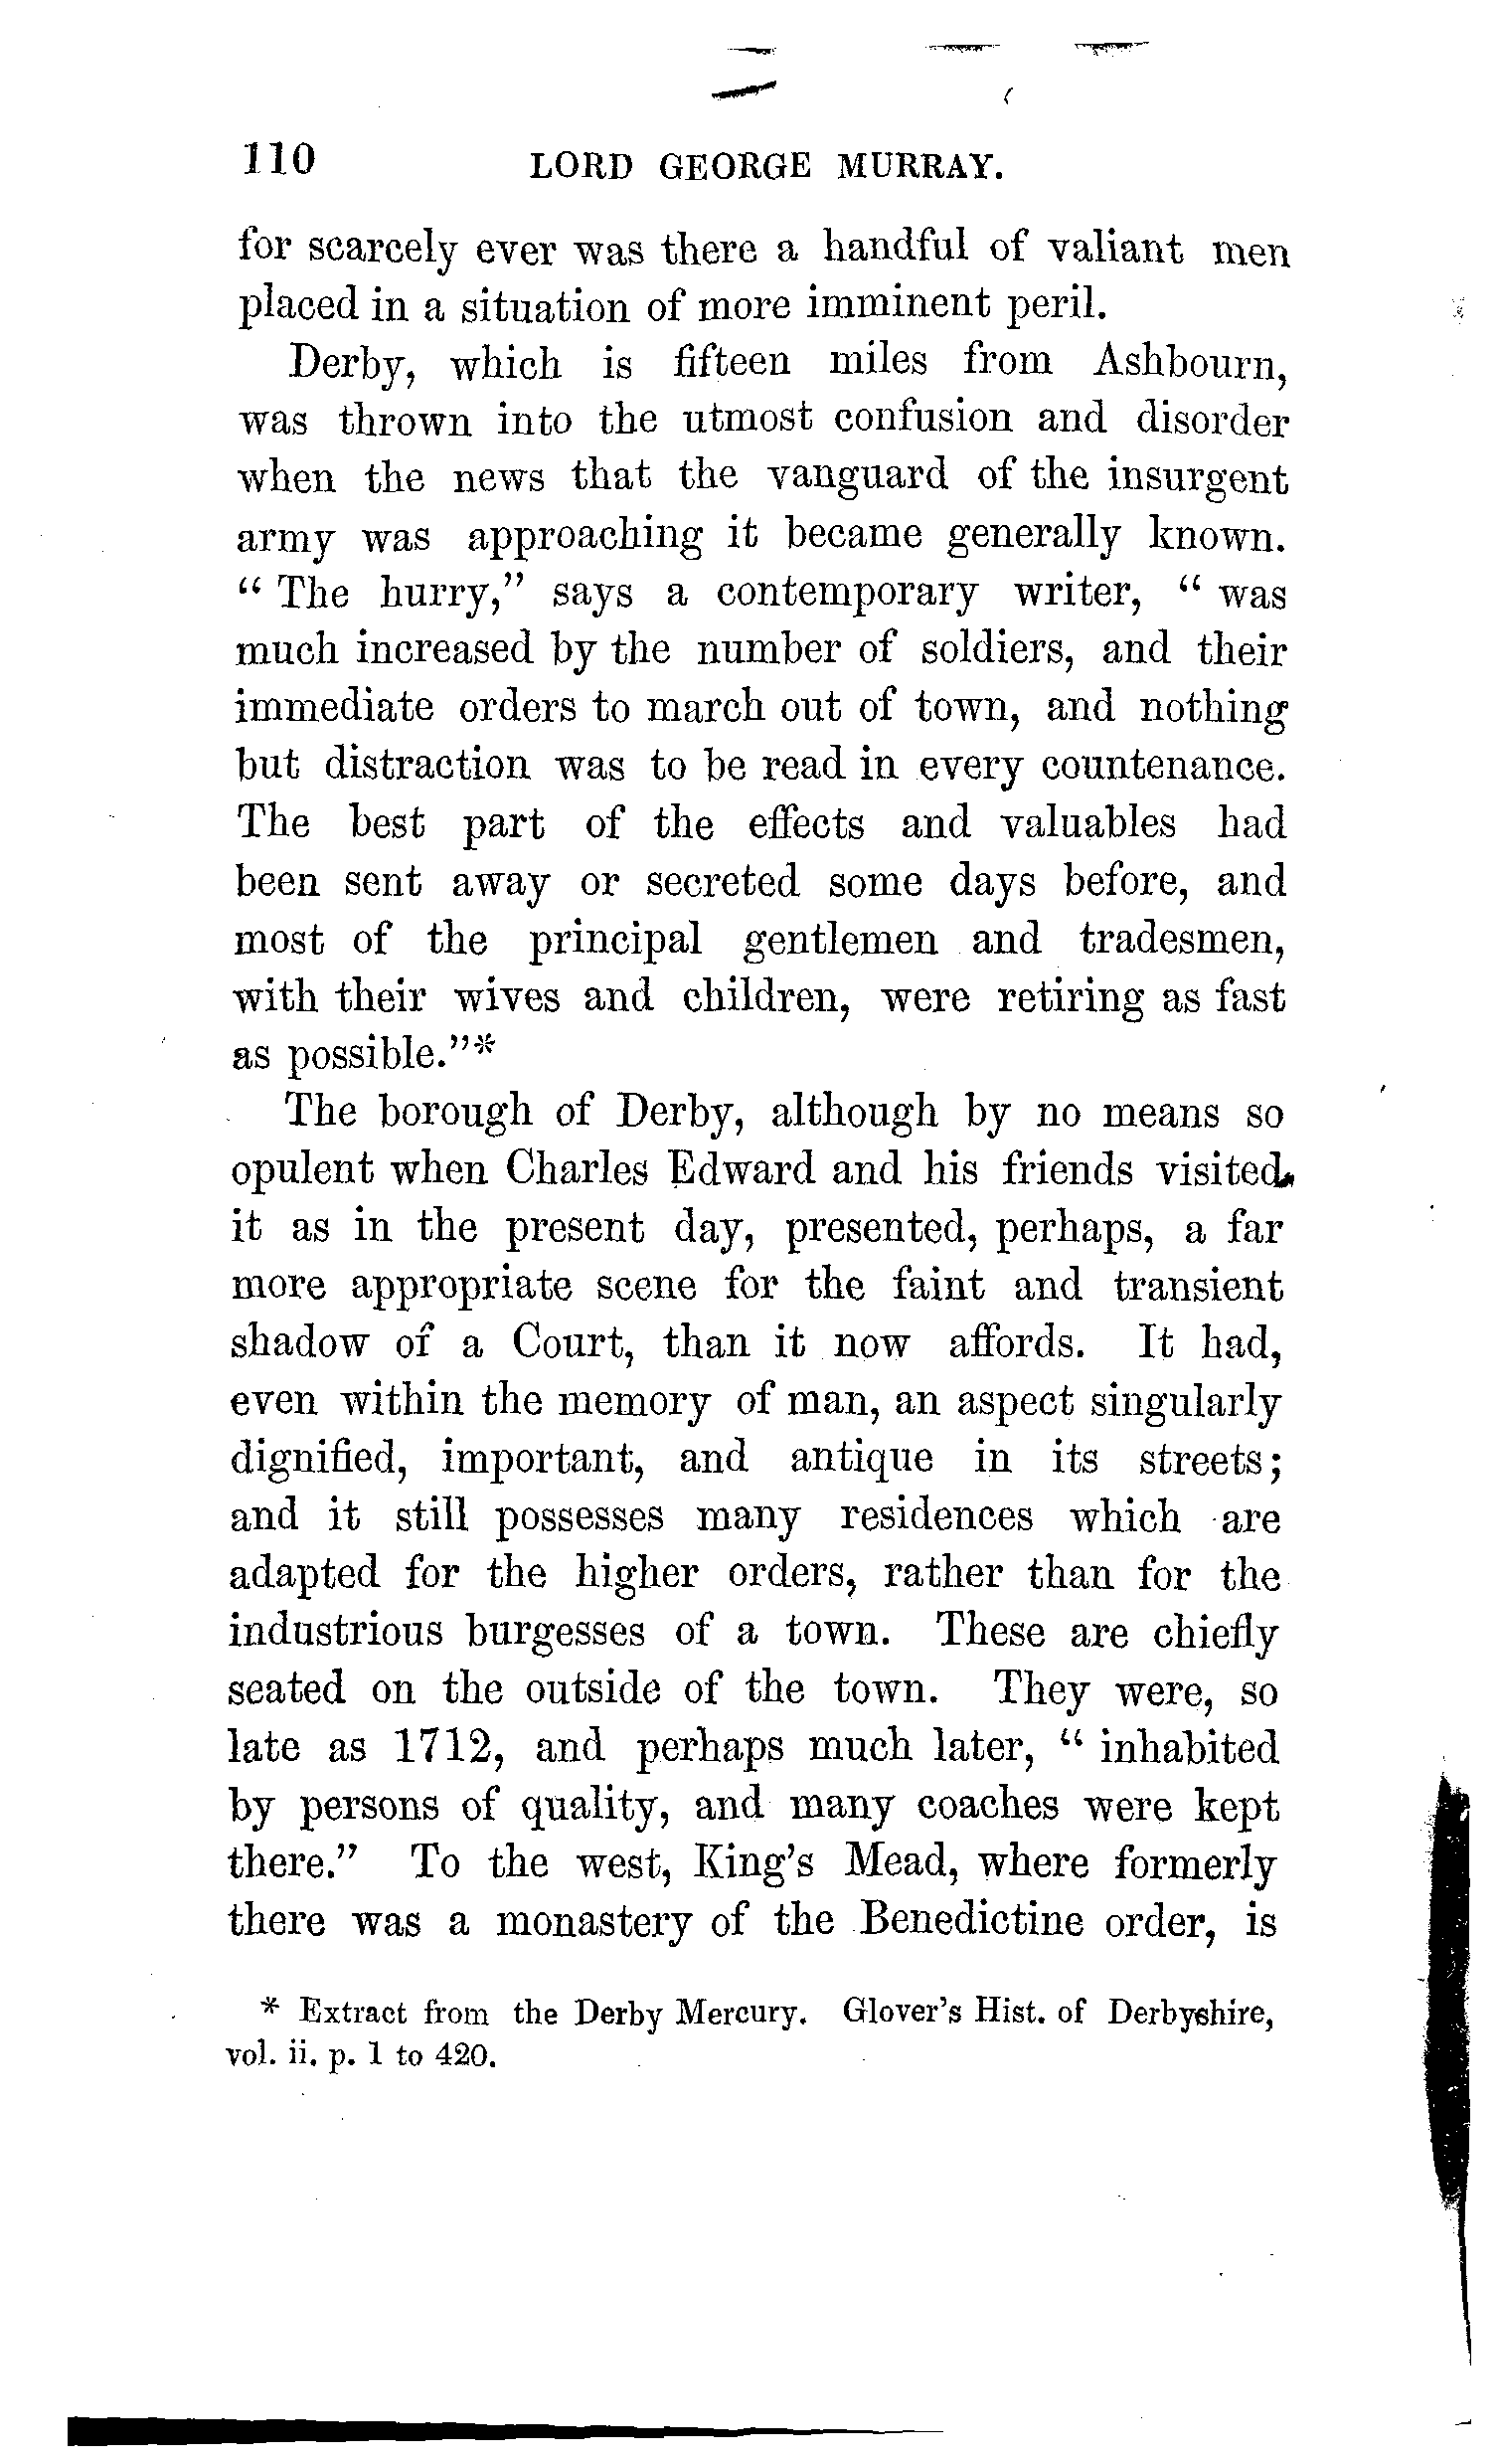 110 LORD GEORGE MURRAY.
for scarcely ever was there a handful of valiant men
placed in a situation of more imminent peril.
Derby, which is fifteen miles from Ashbourn,
was thrown into the utmost confusion and disorder
when the news that the vanguard of the insurgent
army was approaching it became generally known.
“ The hurry,” says a contemporary writer, “ was
much increased by the number of soldiers, and their
immediate orders to march out of town, and nothing
but distraction was to be read in every countenance.
The best part of the effects and valuables had
been sent away or secreted some days before, and
most of the principal gentlemen and tradesmen,
with their wives and children, were retiring as fast
as possible.”*
The borough of Derby, although by no means so
opulent when Charles Edward and his friends visited
it as in the present day, presented, perhaps, a far
more appropriate scene for the faint and transient
shadow of a Court, than it now affords. It had,
even within the memory of man, an aspect singularly
dignified, important, and antique in its streets;
and it still possesses many residences which are
adapted for the higher orders, rather than for the
industrious burgesses of a town. These are chiefly
seated on the outside of the town. They were, so
late as 1712, and perhaps much later, “ inhabited
by persons of quality, and many coaches were kept
there.” To the west, King’s Mead, where formerly
there was a monastery of the Benedictine order, is
* Extract from the Derby Mercury. Glover’s Hist. of Derbyshire,
vol. ii. p. 1 to 420.